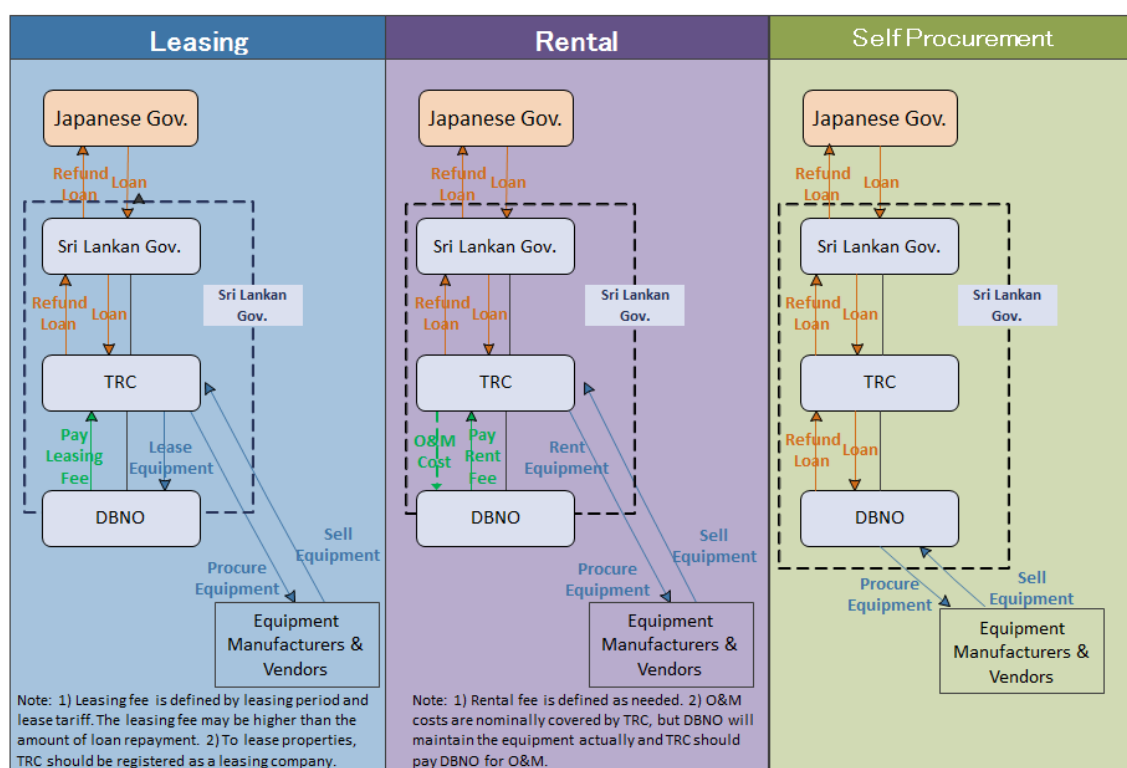 Leasing
Japanese Gov.
Refund
Loan
Loan
Sri Lankan Gov.
Sri Lankan
Gov.
Refund
Loan
Loan
TRC
Pay
Leasing
Fee
Lease
Equipment
DBNO
Sell
Equipment
Procure
Equipment
Equipment
Manufacturers &
Vendors
Note: 1) Leasing fee is defined by leasing period and
lease tariff. The leasing fee may be higher than the
amount of loan repayment. 2) To lease properties,
TRC should be registered as a leasing company.
Rental
Japanese Gov.
Refund
Loan
Loan
Sri Lankan Gov.
Sri Lankan
Gov.
Refund
Loan
Loan
TRC
O&M
Cost
Pay
Rent
Fee
Rent
Equipment
DBNO
Sell
Equipment
Procure
Equipment
Equipment
Manufacturers &
Vendors
Note: 1) Rental fee is defined as needed. 2) O&M
costs are nominally covered by TRC, but DBNO will
maintain the equipment actually and TRC should
pay DBNO for O&M.
Self Procurement
Japanese Gov.
Refund
Loan
Loan
Sri Lankan Gov.
Sri Lankan
Gov.
Refund
Loan
Loan
TRC
Refund
Loan
Loan
DBNO
Procure
Equipment
Sell
Equipment
Equipment
Manufacturers &
Vendors